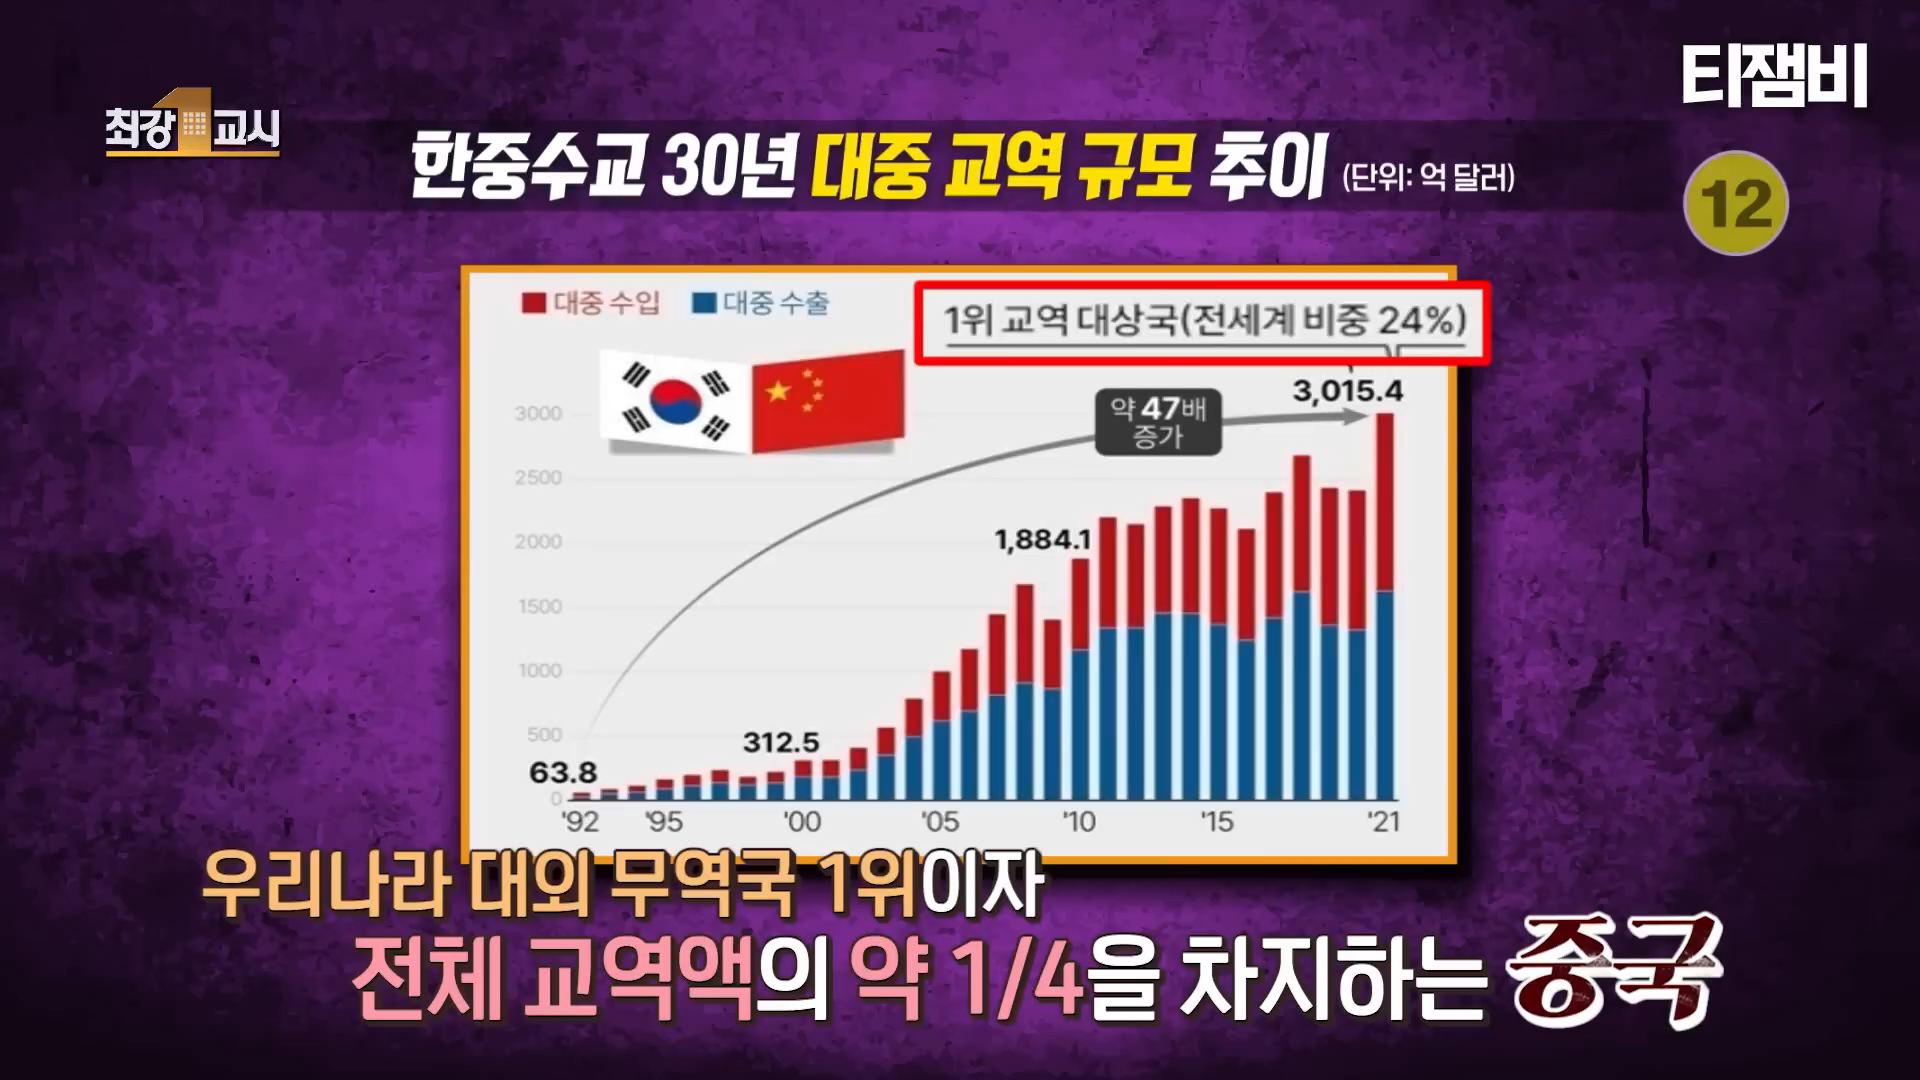 티잼비
최강1교시
12
한중수교 30년 대중 교역 규모 추이 (단위: 억 달러)
대중 수입 대중 수출
1위 교역 대상국(전세계 비중 24%)
3,015.4
약 47배
증가
3000
2500
2000
1500
1000
500
0
1,884.1
312.5
63.8
'92 '95 '00 '05 '10 '15 '21
우리나라 대외 무역국 1위이자
전체 교역액의 약 1/4을 차지하는 중국